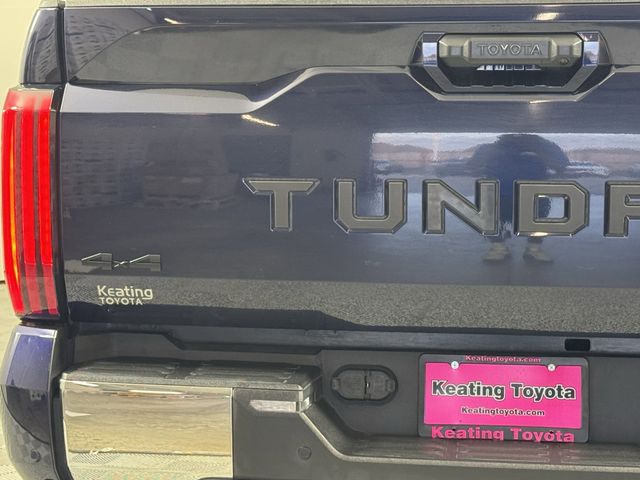 TOYOTA
TUNDR
4x4
Keating
TOYOTA
Keatingtoyota.com
Keating Toyota
Keatingtoyota.com
Keating Toyota